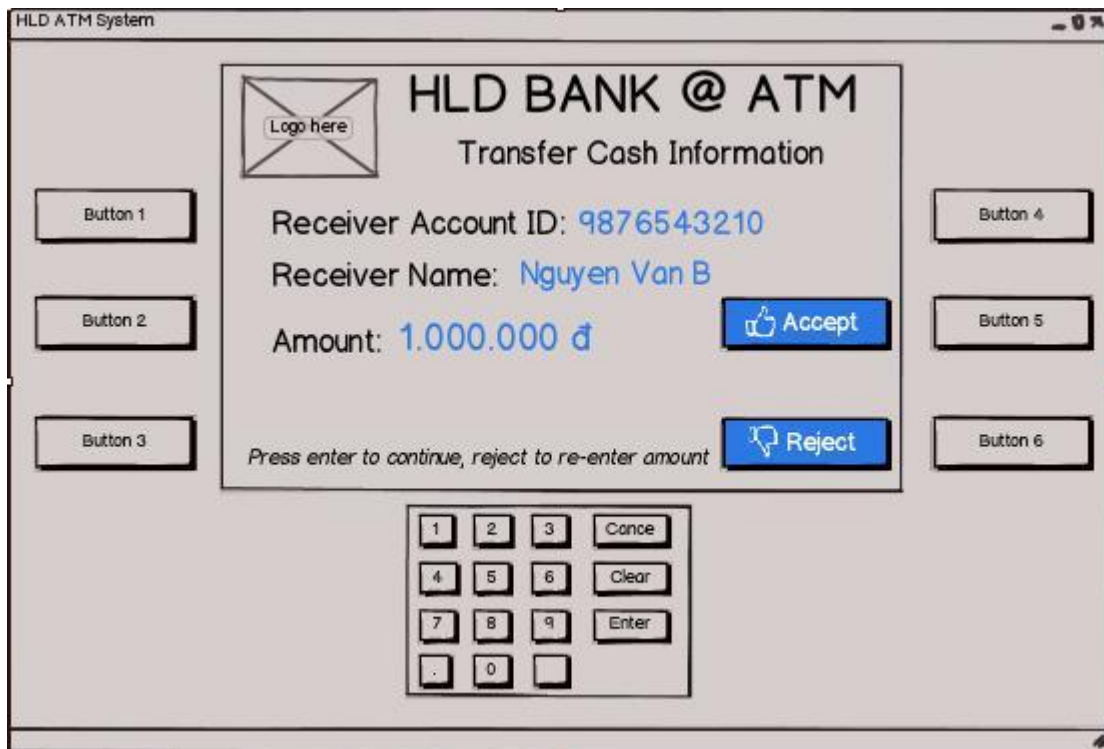 HLD ATM System
HLD BANK @ ATM
Logo here
Transfer Cash Information
Button 1
Receiver Account ID: 9876543210
Button 4
Receiver Name: Nguyen Van B
Button 2
Amount: 1.000.000 đ
Accept
Button 5
Button 3
Press enter to continue, reject to re-enter amount
Reject
Button 6
1 2 3 Cance
4 5 6 Clear
7 8 9 Enter
. 0